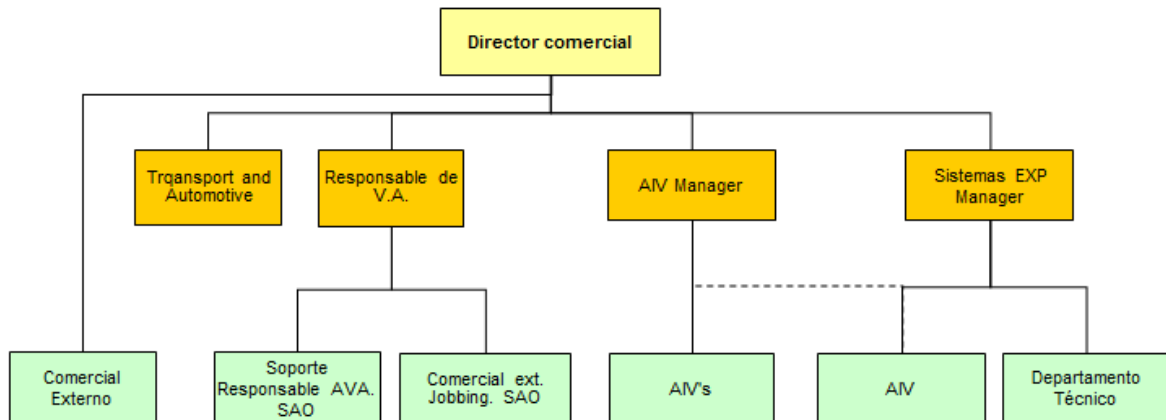 Director comercial
Trqansport and
Automotive
Responsable de
V.A.
AIV Manager
Sistemas EXP
Manager
Comercial
Externo
Soporte
Responsable AVA.
SAO
Comercial ext.
Jobbing. SAO
AIV's
AIV
Departamento
Técnico